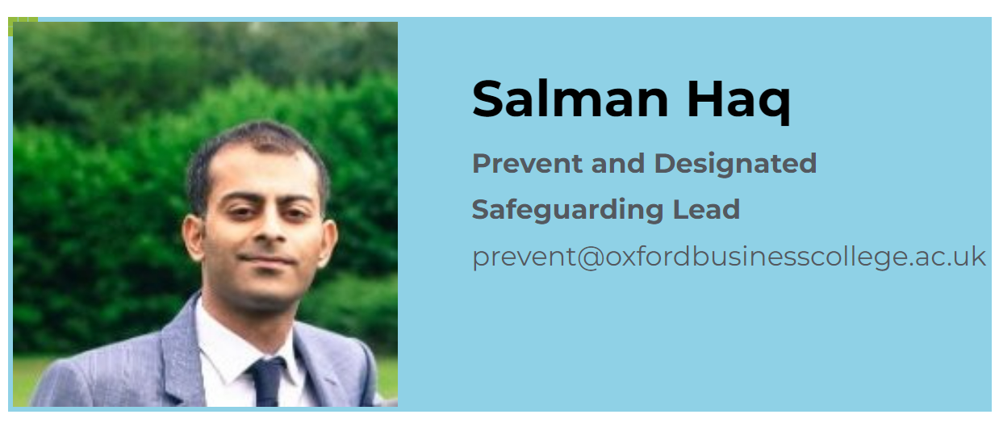 Salman Haq
Prevent and Designated
Safeguarding Lead
prevent@oxfordbusinesscollege.ac.uk